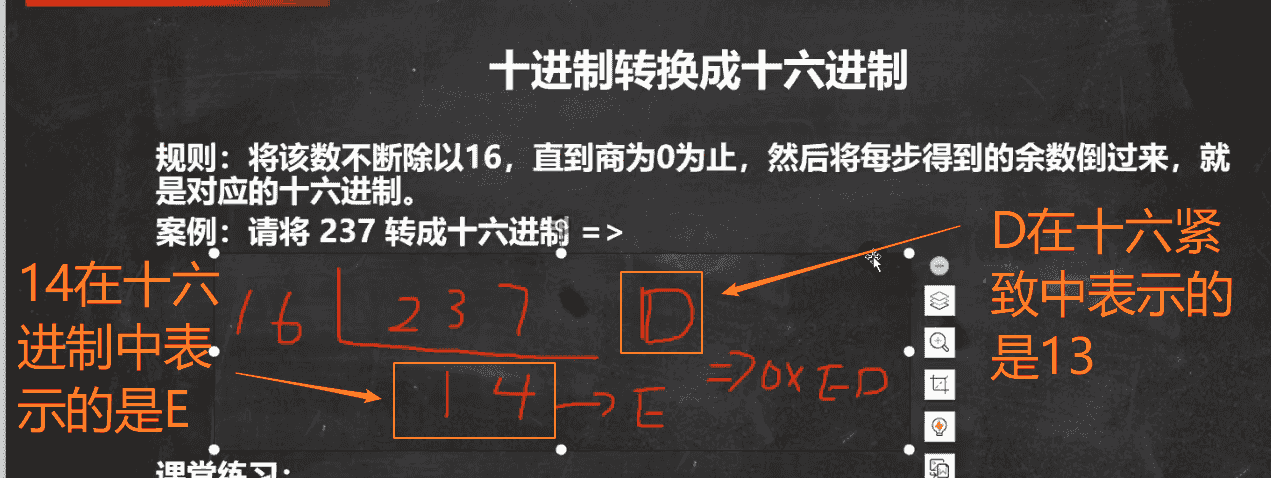 十进制转换成十六进制
规则：将该数不断除以16，直到商为0为止，然后将每步得到的余数倒过来，就
是对应的十六进制。
案例：请将 237 转成十六进制 =>
14在十六
进制中表
示的是E
16 237 D
14 → E
=> 0x ED
D在十六紧
致中表示的
是13
课堂练习：